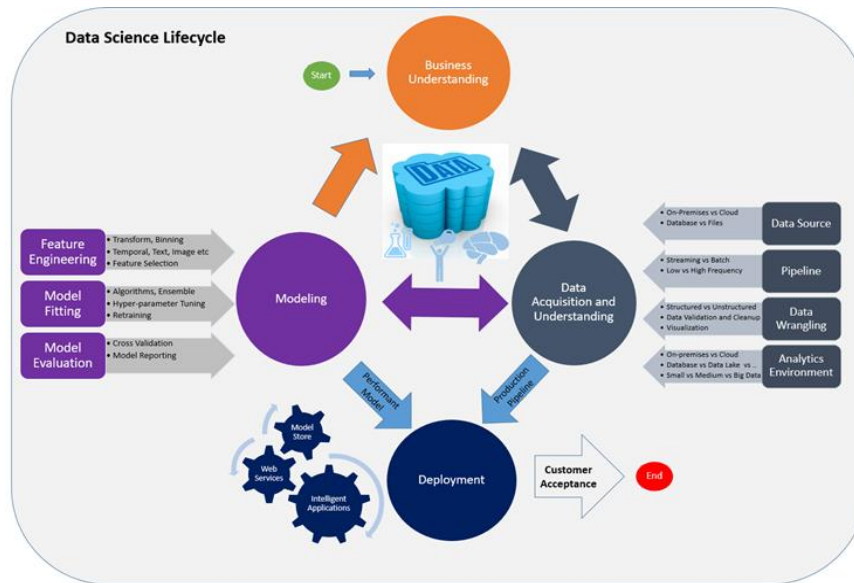 Data Science Lifecycle
Start
Business
Understanding
DATA
Feature
Engineering
• Transform, Binning
• Temporal, Text, Image etc
• Feature Selection
Model
Fitting
• Algorithms, Ensemble
• Hyper-parameter Tuning
• Retraining
Model
Evaluation
• Cross Validation
• Model Reporting
Modeling
Data
Acquisition and
Understanding
• On-Premises vs Cloud
• Database vs Files
Data Source
• Streaming vs Batch
• Low vs High Frequency
Pipeline
• Structured vs Unstructured
• Data Validation and Cleanup
• Visualization
Data
Wrangling
• On-premises vs Cloud
• Database vs Data Lake vs ..
• Small vs Medium vs Big Data
Analytics
Environment
Performant
Model
Production
Pipeline
Model
Store
Web
Services
Intelligent
Applications
Deployment
Customer
Acceptance
End